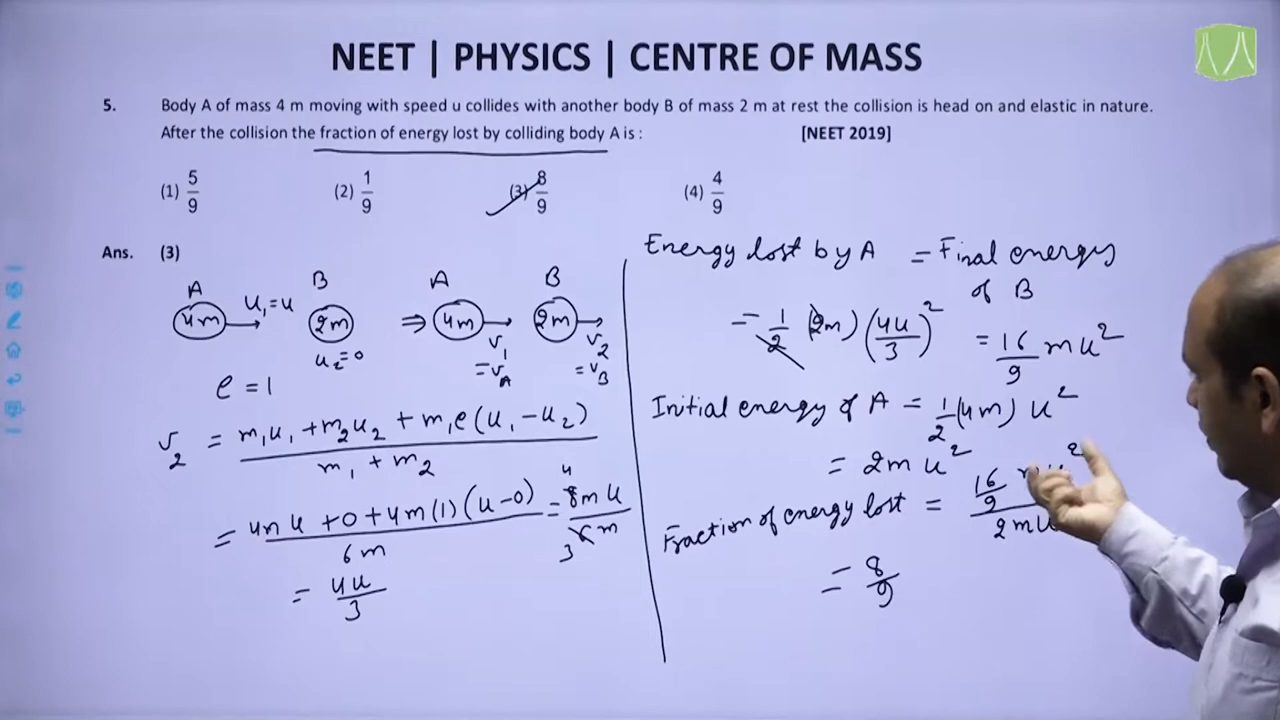 NEET | PHYSICS | CENTRE OF MASS
5. Body A of mass 4 m moving with speed u collides with another body B of mass 2 m at rest the collision is head on and elastic in nature.
After the collision the fraction of energy lost by colliding body A is : [NEET 2019]
(1) 5/9 (2) 1/9 (3) 8/9 (4) 4/9
Ans. (3)
A B A B
4m u₁=u 2m ⇒ 4m 2m
u₂=0 v₁ = v_A v₂ = v_B
e = 1
v₂ = (m₁u₁ + m₂u₂ + m₁e(u₁-u₂)) / (m₁ + m₂)
= (4mu + 0 + 4m(1)(u-0)) / 6m = 8mu / 6m
4
3
= 4u/3
Energy lost by A = Final energy
of B
= 1/2 (2m) (4u/3)² = 16/9 mu²
Initial energy of A = 1/2 (4m) u²
= 2mu²
Fraction of energy lost = 16/9 / 2mu
= 8/9